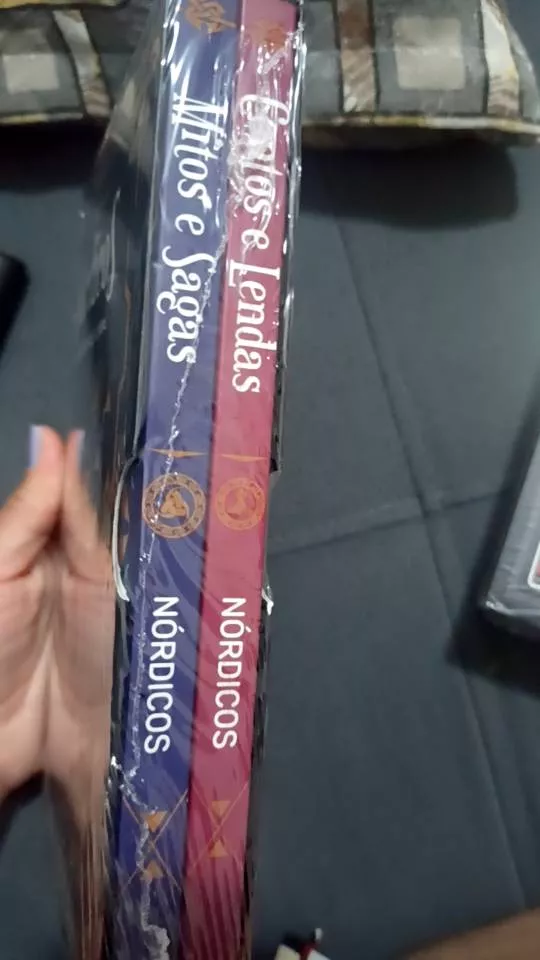 Mitos e Sagas
NÓRDICOS
Contos e Lendas
NÓRDICOS